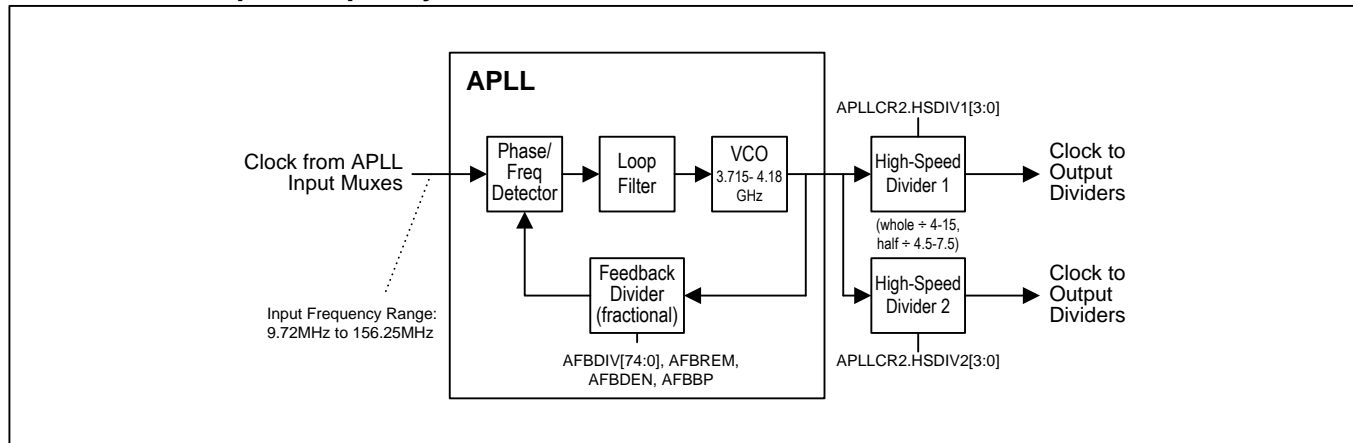 APLL
APLLCR2.HSDIV1[3:0]
Clock from APLL
Input Muxes
Phase/
Freq
Detector
Loop
Filter
VCO
3.715- 4.18
GHz
High-Speed
Divider 1
Clock to
Output
Dividers
(whole ÷ 4-15,
half ÷ 4.5-7.5)
Feedback
Divider
(fractional)
High-Speed
Divider 2
Clock to
Output
Dividers
Input Frequency Range:
9.72MHz to 156.25MHz
AFBDIV[74:0], AFBREM,
AFBDEN, AFBBP
APLLCR2.HSDIV2[3:0]